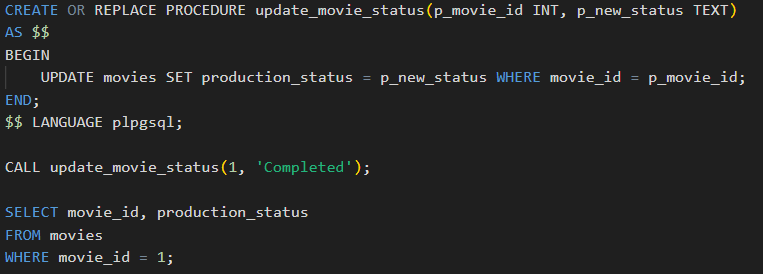 CREATE OR REPLACE PROCEDURE update_movie_status(p_movie_id INT, p_new_status TEXT)
AS $$
BEGIN
    UPDATE movies SET production_status = p_new_status WHERE movie_id = p_movie_id;
END;
$$ LANGUAGE plpgsql;

CALL update_movie_status(1, 'Completed');

SELECT movie_id, production_status
FROM movies
WHERE movie_id = 1;